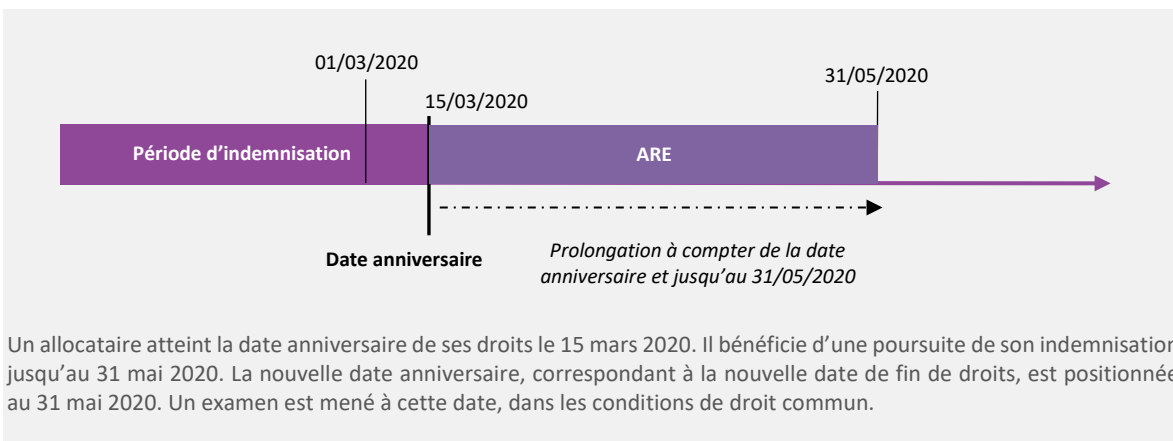 01/03/2020
31/05/2020
15/03/2020
Période d'indemnisation
ARE
Date anniversaire
Prolongation à compter de la date
anniversaire et jusqu'au 31/05/2020
Un allocataire atteint la date anniversaire de ses droits le 15 mars 2020. Il bénéficie d'une poursuite de son indemnisation
jusqu'au 31 mai 2020. La nouvelle date anniversaire, correspondant à la nouvelle date de fin de droits, est positionnée
au 31 mai 2020. Un examen est mené à cette date, dans les conditions de droit commun.